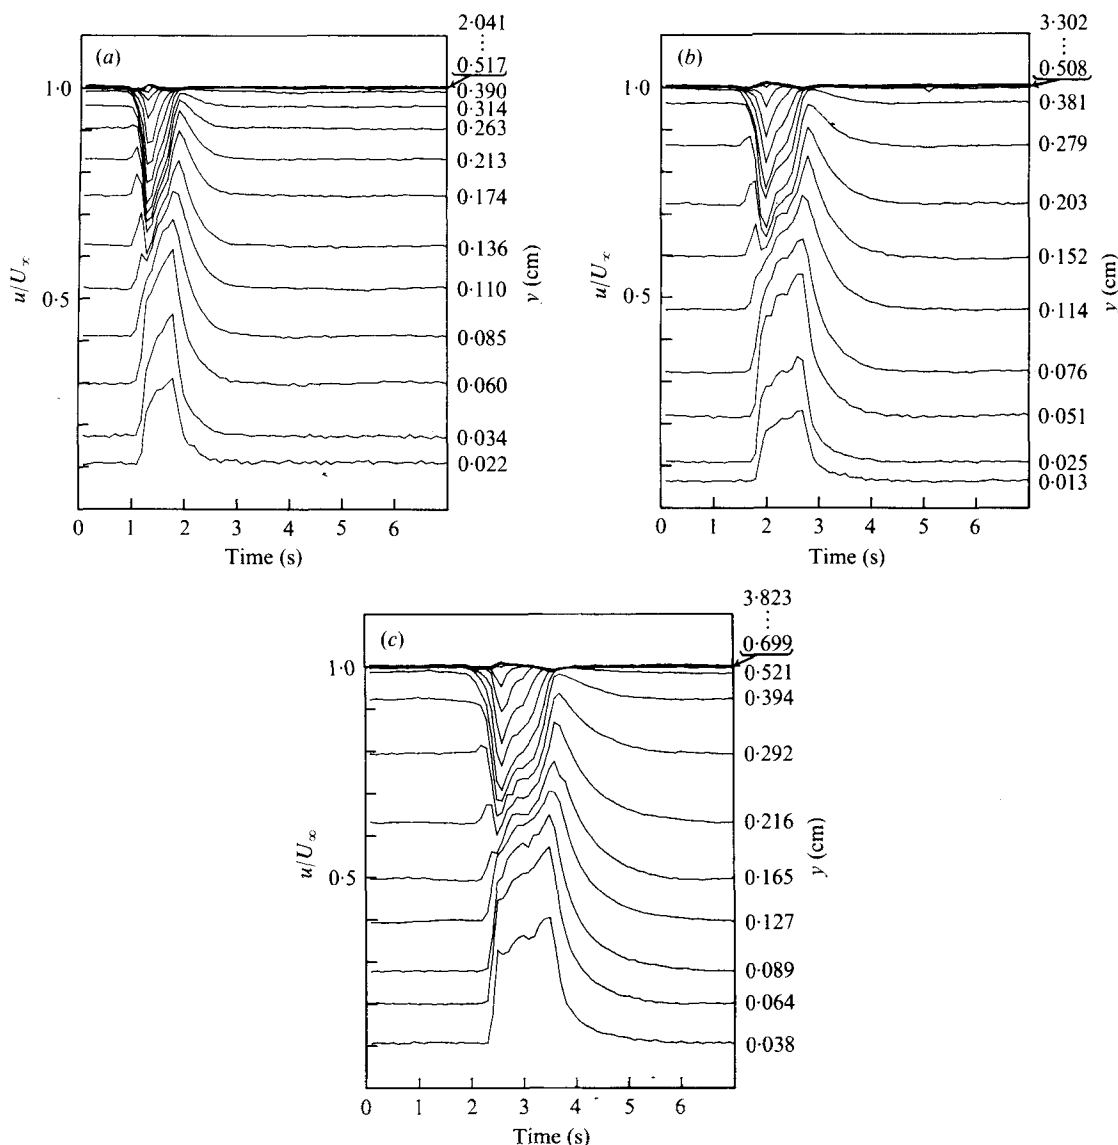 (a)
2·041
0·517
0·390
0·314
0·263
0·213
0·174
0·136
0·110
0·085
0·060
0·034
0·022
1·0
0·5
u/U∞
y (cm)
0 1 2 3 4 5 6
Time (s)
(b)
3·302
0·508
0·381
0·279
0·203
0·152
0·114
0·076
0·051
0·025
0·013
1·0
0·5
u/U∞
y (cm)
0 1 2 3 4 5 6
Time (s)
(c)
3·823
0·699
0·521
0·394
0·292
0·216
0·165
0·127
0·089
0·064
0·038
1·0
0·5
u/U∞
y (cm)
0 1 2 3 4 5 6
Time (s)